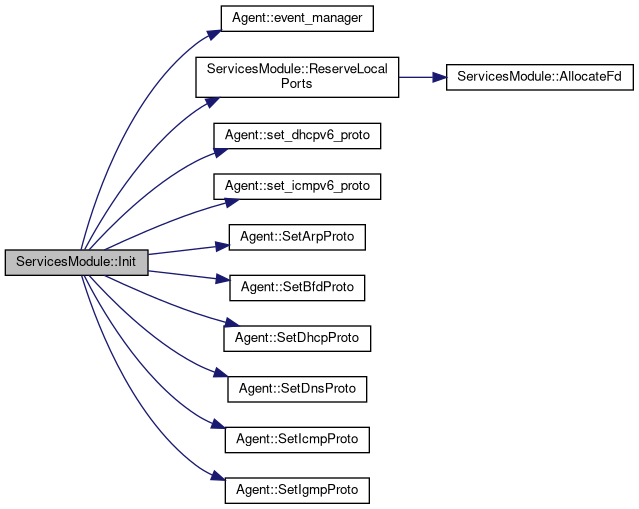 Agent::event_manager
ServicesModule::ReserveLocal
Ports
ServicesModule::AllocateFd
Agent::set_dhcpv6_proto
Agent::set_icmpv6_proto
Agent::SetArpProto
ServicesModule::Init
Agent::SetBfdProto
Agent::SetDhcpProto
Agent::SetDnsProto
Agent::SetIcmpProto
Agent::SetIgmpProto